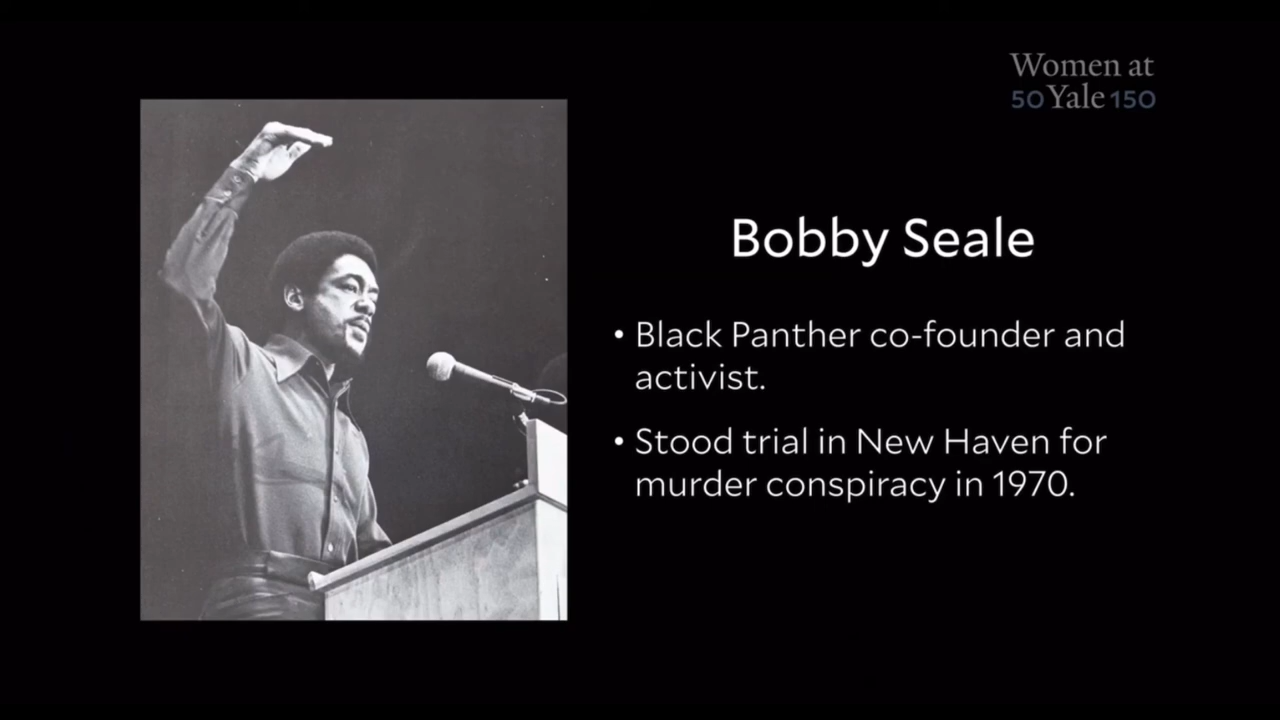 Women at
50 Yale 150
Bobby Seale
• Black Panther co-founder and
activist.
• Stood trial in New Haven for
murder conspiracy in 1970.